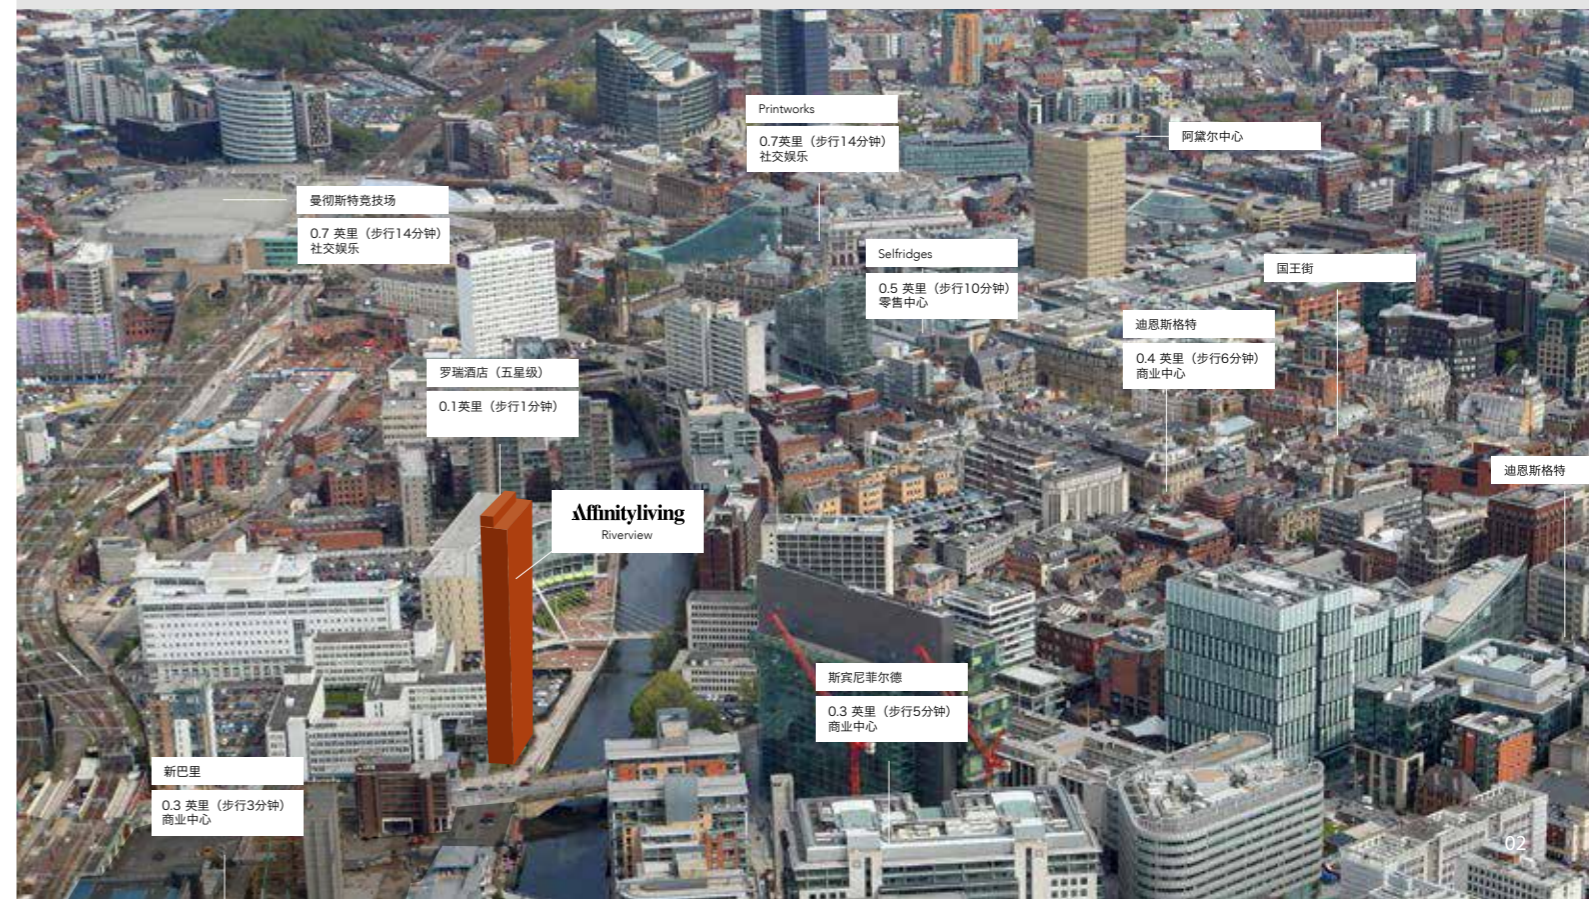 Printworks
0.7英里（步行14分钟）
社交娱乐
阿黛尔中心
曼彻斯特竞技场
0.7 英里（步行14分钟）
社交娱乐
Selfridges
0.5 英里（步行10分钟）
零售中心
国王街
迪恩斯格特
0.4 英里（步行6分钟）
商业中心
罗瑞酒店（五星级）
0.1英里（步行1分钟）
迪恩斯格特
Affinityliving
Riverview
斯宾尼菲尔德
0.3 英里（步行5分钟）
商业中心
新巴里
0.3 英里（步行3分钟）
商业中心
02